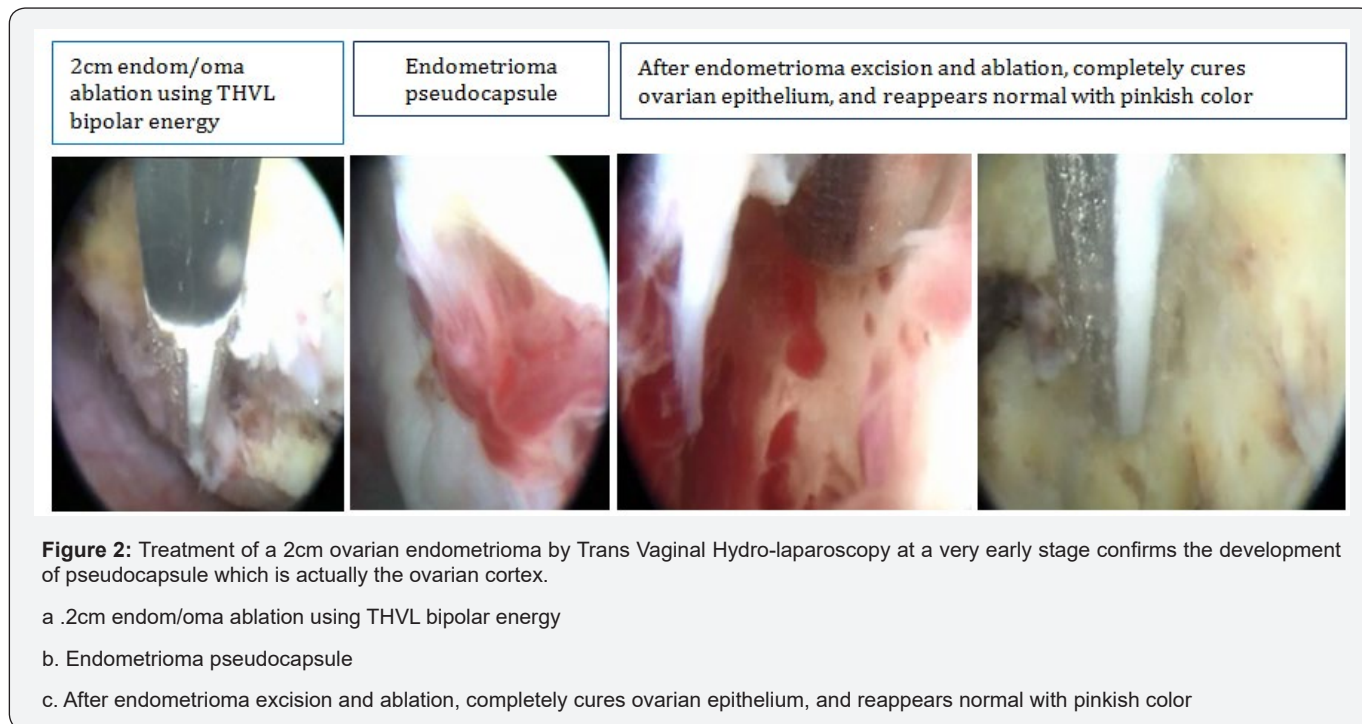 2cm endom/oma
ablation using THVL
bipolar energy
Endometrioma
pseudocapsule
After endometrioma excision and ablation, completely cures
ovarian epithelium, and reappears normal with pinkish color
Figure 2: Treatment of a 2cm ovarian endometrioma by Trans Vaginal Hydro-laparoscopy at a very early stage confirms the development
of pseudocapsule which is actually the ovarian cortex.
a .2cm endom/oma ablation using THVL bipolar energy
b. Endometrioma pseudocapsule
c. After endometrioma excision and ablation, completely cures ovarian epithelium, and reappears normal with pinkish color